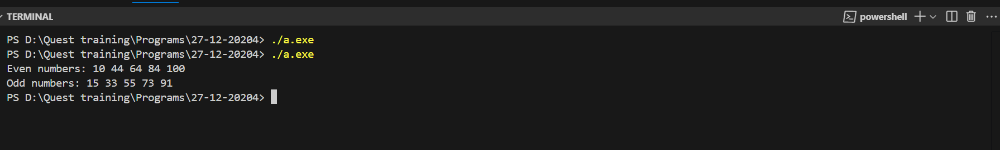 TERMINAL
powershell
PS D:\Quest training\Programs\27-12-20204> ./a.exe
PS D:\Quest training\Programs\27-12-20204> ./a.exe
Even numbers: 10 44 64 84 100
Odd numbers: 15 33 55 73 91
PS D:\Quest training\Programs\27-12-20204>